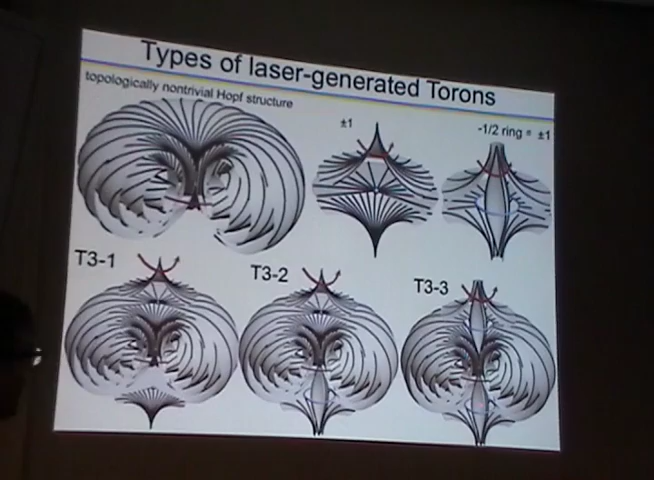 Types of laser-generated Torons
topologically nontrivial Hopf structure
±1
-1/2 ring = ±1
T3-1
T3-2
T3-3